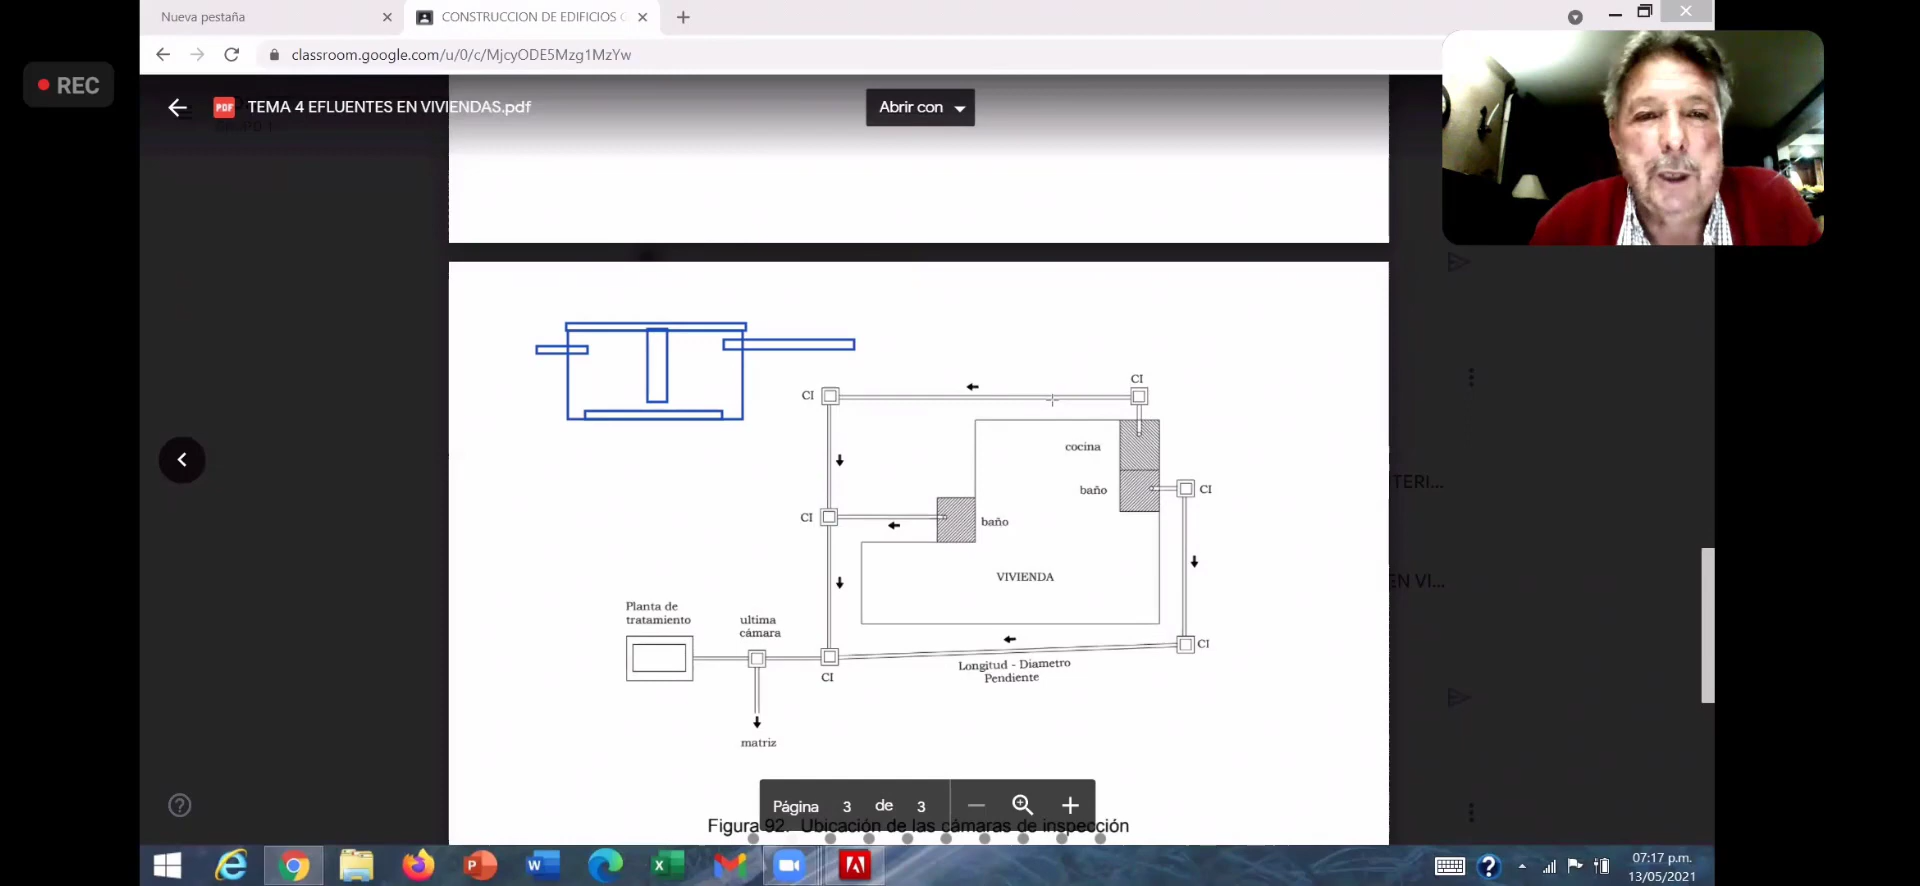 Nueva pestaña
CONSTRUCCION DE EDIFICIOS
classroom.google.com/u/0/c/MjcyODE5Mzg1MzYw
REC
PDF
TEMA 4 EFLUENTES EN VIVIENDAS.pdf
Abrir con
CI
CI
cocina
baño
CI
CI
baño
VIVIENDA
Planta de
tratamiento
ultima
cámara
CI
CI
Longitud - Diametro
Pendiente
matriz
TERI...
EN VI...
Página 3 de 3
Figura 92. Ubicación de las cámaras de inspección
07:17 p.m.
13/05/2021